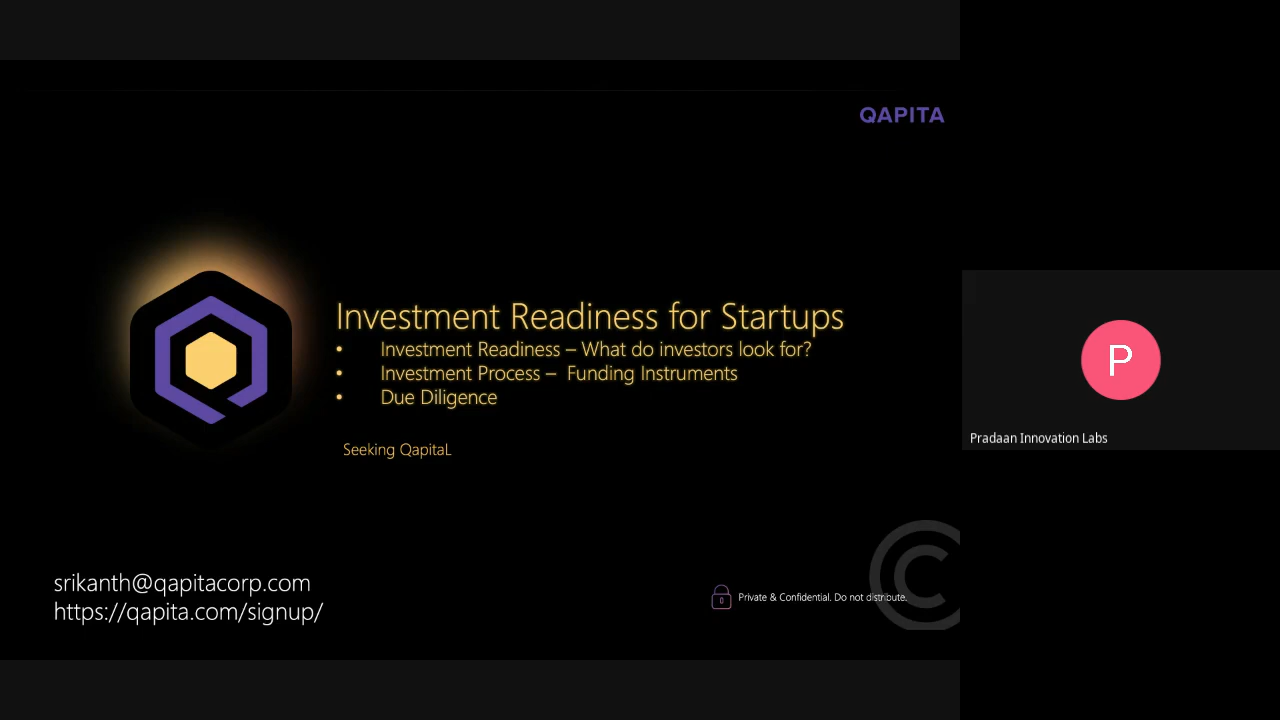 QAPITA
Investment Readiness for Startups
• Investment Readiness – What do investors look for?
• Investment Process – Funding Instruments
• Due Diligence
Seeking QapitaL
srikanth@qapitacorp.com
https://qapita.com/signup/
Private & Confidential. Do not distribute.
P
Pradaan Innovation Labs